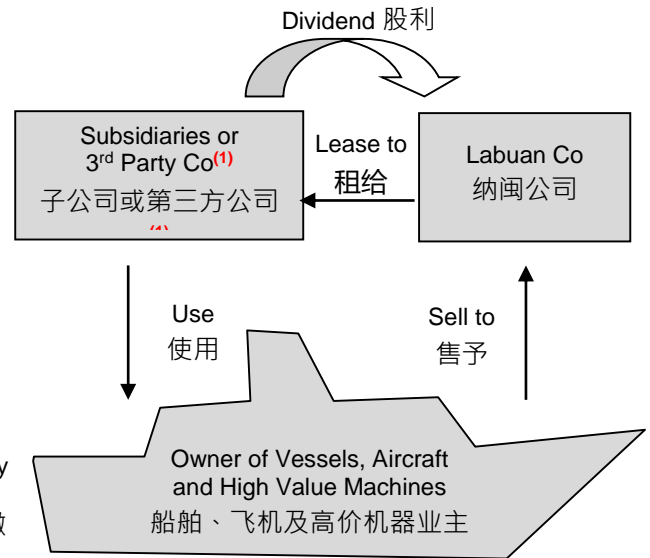 Dividend 股利
Subsidiaries or
3rd Party Co(1)
子公司或第三方公司
(1)
Lease to
租给
Labuan Co
纳闽公司
Use
使用
Sell to
售予
Owner of Vessels, Aircraft
and High Value Machines
船舶、飞机及高价机器业主
y